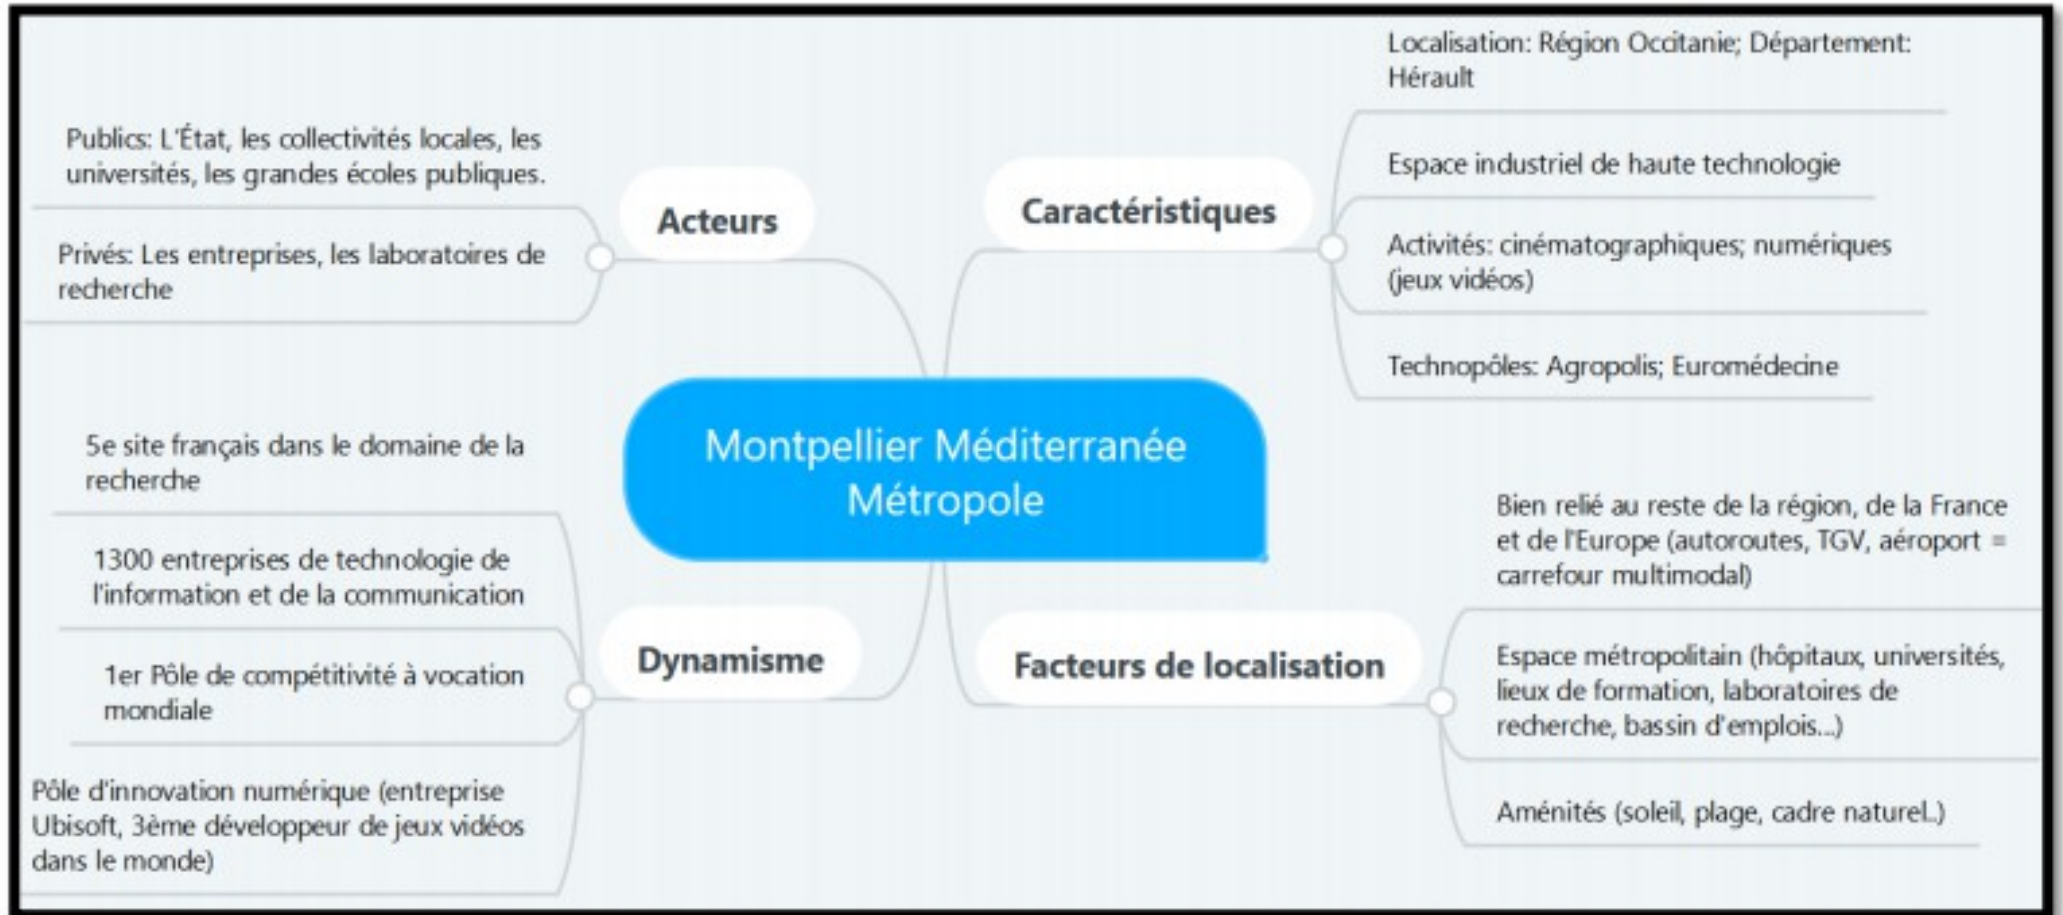 Montpellier Méditerranée
Métropole
Acteurs
Publics: L'État, les collectivités locales, les
universités, les grandes écoles publiques.
Privés: Les entreprises, les laboratoires de
recherche
Caractéristiques
Localisation: Région Occitanie; Département:
Hérault
Espace industriel de haute technologie
Activités: cinématographiques; numériques
(jeux vidéos)
Technopôles: Agropolis; Euromédecine
Dynamisme
5e site français dans le domaine de la
recherche
1300 entreprises de technologie de
l'information et de la communication
1er Pôle de compétitivité à vocation
mondiale
Pôle d'innovation numérique (entreprise
Ubisoft, 3ème développeur de jeux vidéos
dans le monde)
Facteurs de localisation
Bien relié au reste de la région, de la France
et de l'Europe (autoroutes, TGV, aéroport =
carrefour multimodal)
Espace métropolitain (hôpitaux, universités,
lieux de formation, laboratoires de
recherche, bassin d'emplois...)
Aménités (soleil, plage, cadre naturel..)